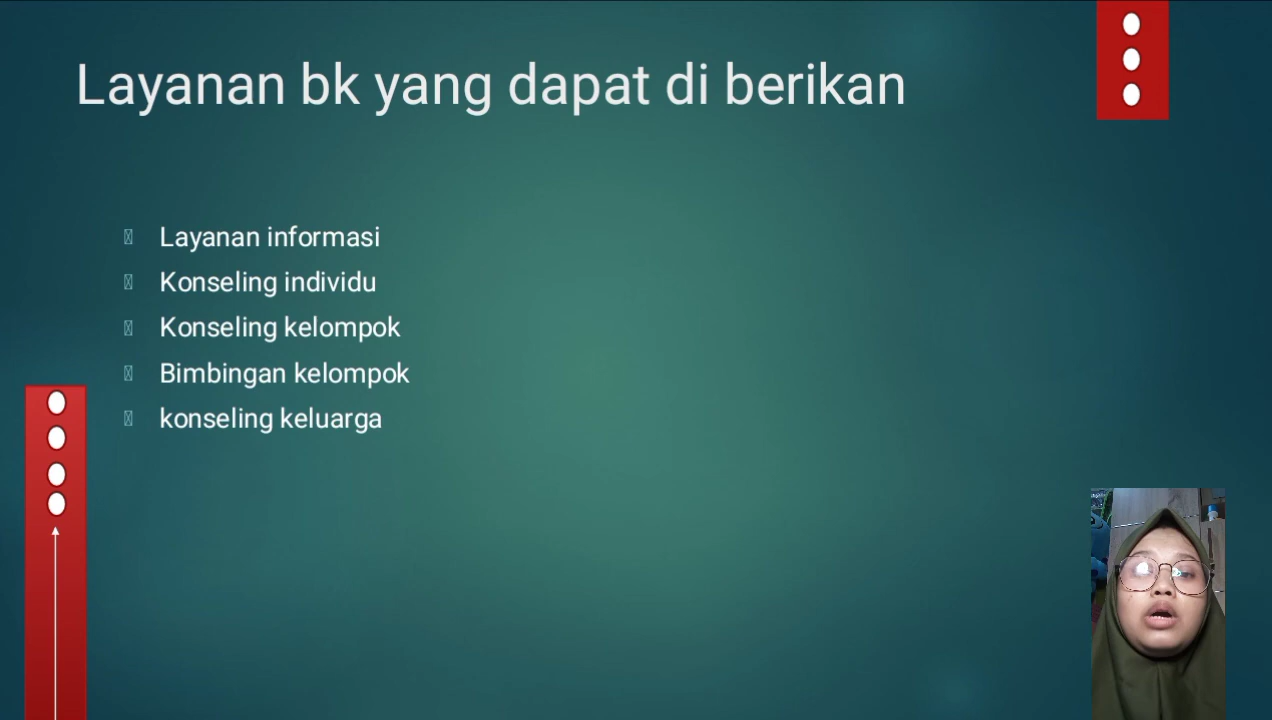 Layanan bk yang dapat di berikan
Layanan informasi
Konseling individu
Konseling kelompok
Bimbingan kelompok
konseling keluarga